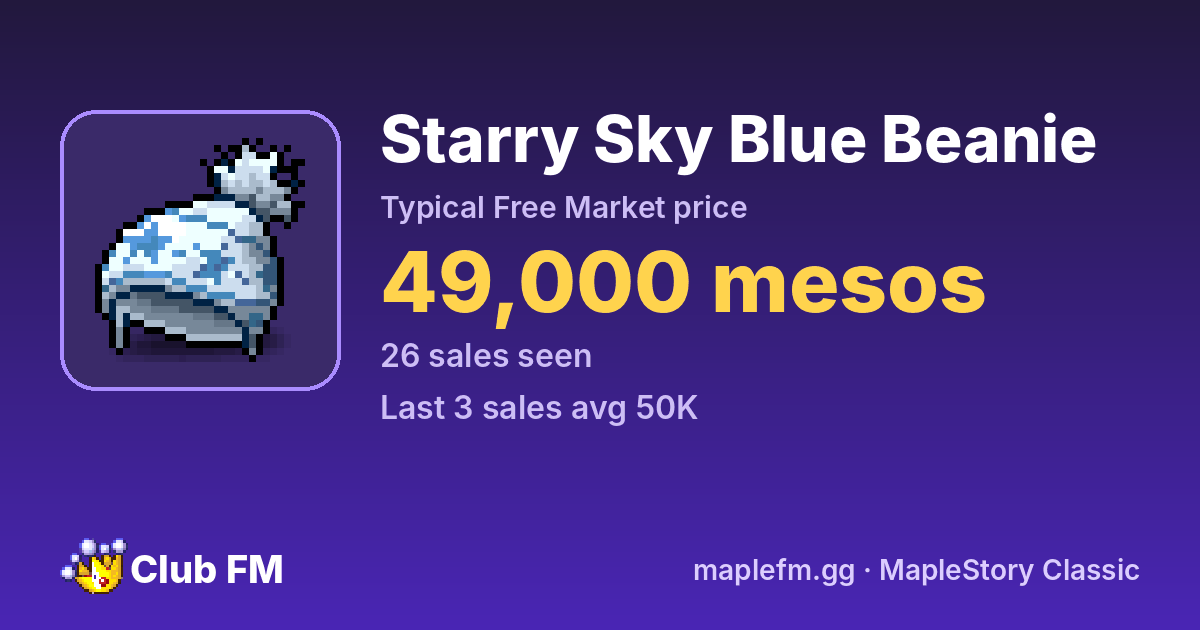 Starry Sky Blue Beanie
Typical Free Market price
49,000 mesos
26 sales seen
Last 3 sales avg 50K
Club FM
maplefm.gg · MapleStory Classic